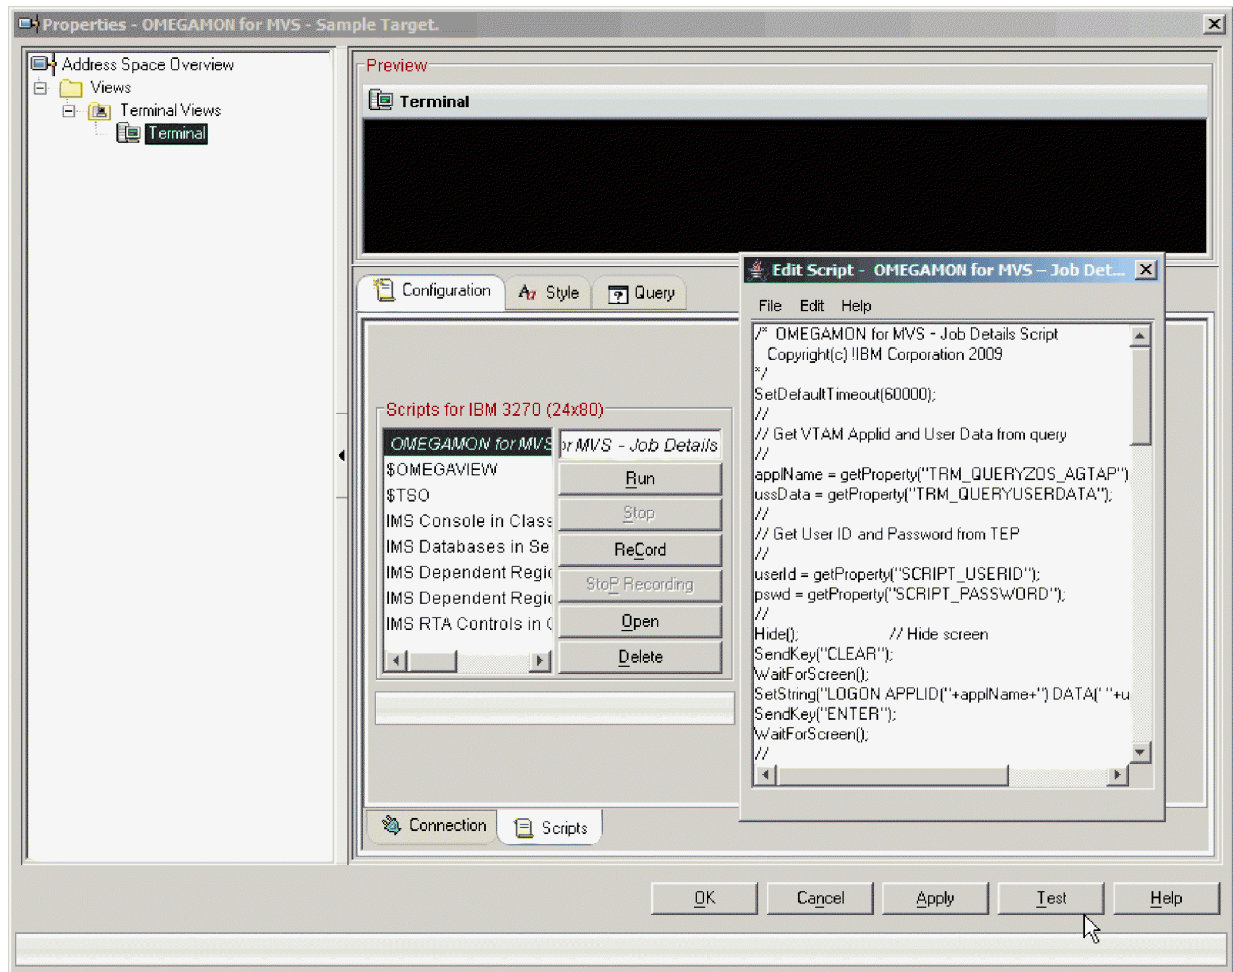 Properties - OMEGAMON for MVS - Sample Target.
Address Space Overview
Views
Terminal Views
Terminal
Preview
Terminal
Configuration
Style
Query
Scripts for IBM 3270 (24x80)
OMEGAMON for MVS
or MVS - Job Details
$OMEGAVIEW
$TSO
IMS Console in Class
IMS Databases in Se
IMS Dependent Regi
IMS Dependent Regi
IMS RTA Controls in
Run
Stop
ReCord
StoP Recording
Open
Delete
Connection
Scripts
Edit Script - OMEGAMON for MVS – Job Det...
File Edit Help
/* OMEGAMON for MVS - Job Details Script
Copyright(c) !IBM Corporation 2009
*/
SetDefaultTimeout(60000);
//
// Get VTAM Applid and User Data from query
//
applName = getProperty("TRM_QUERYZOS_AGTAP")
ussData = getProperty("TRM_QUERYUSERDATA");
//
// Get User ID and Password from TEP
//
userId = getProperty("SCRIPT_USERID");
pswd = getProperty("SCRIPT_PASSWORD");
//
Hide(); // Hide screen
SendKey("CLEAR");
WaitForScreen();
SetString("LOGON APPLID("+applName+") DATA(' "+u
SendKey("ENTER");
WaitForScreen();
//
OK
Cancel
Apply
Test
Help